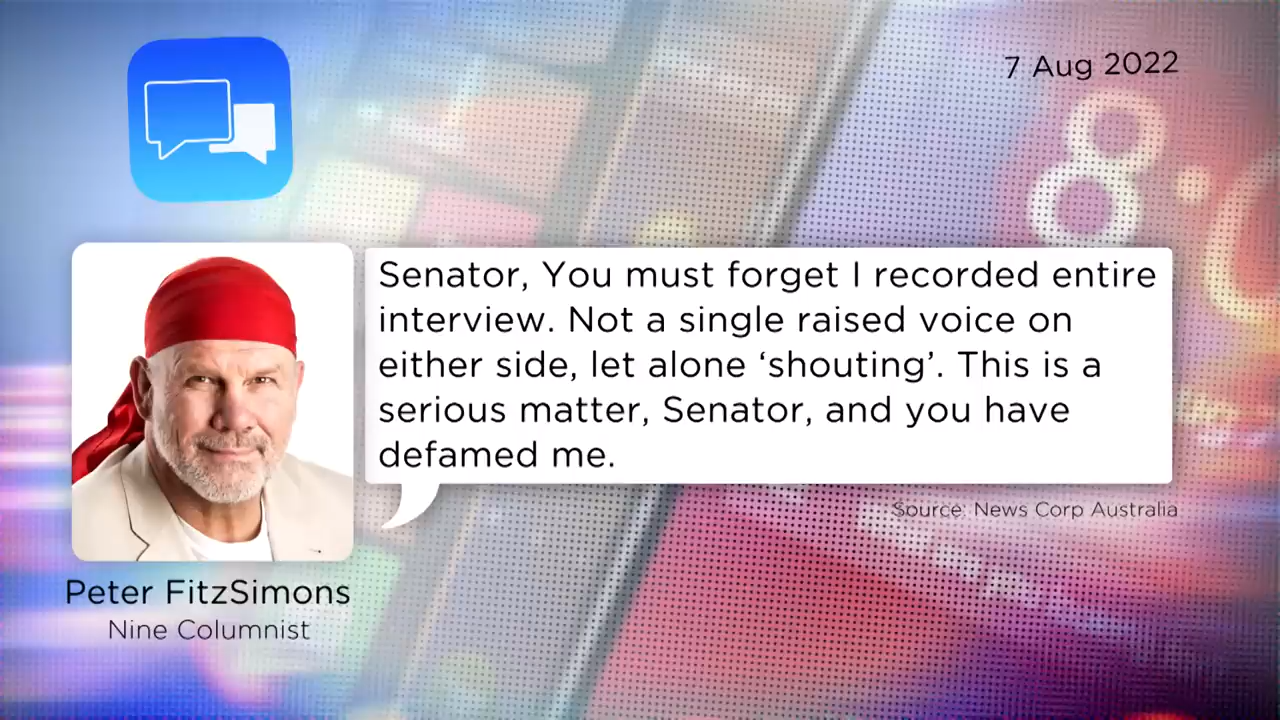 7 Aug 2022
Senator, You must forget I recorded entire
interview. Not a single raised voice on
either side, let alone ‘shouting’. This is a
serious matter, Senator, and you have
defamed me.
Source: News Corp Australia
Peter FitzSimons
Nine Columnist